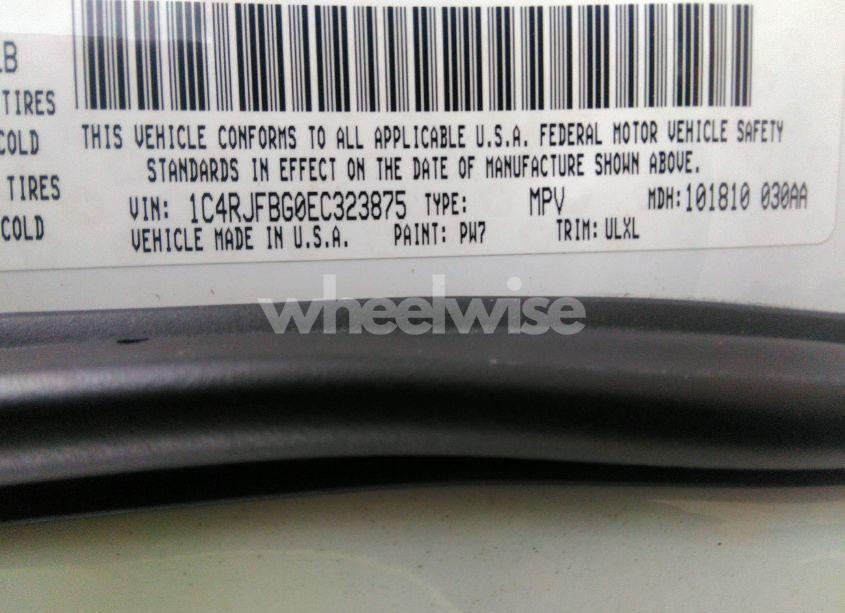 LB
TIRES
COLD
TIRES
COLD
THIS VEHICLE CONFORMS TO ALL APPLICABLE U.S.A. FEDERAL MOTOR VEHICLE SAFETY
STANDARDS IN EFFECT ON THE DATE OF MANUFACTURE SHOWN ABOVE.
VIN: 1C4RJFBG0EC323875 TYPE: MPV MDH:101810 030AA
VEHICLE MADE IN U.S.A. PAINT: PW7 TRIM: ULXL
wheelwise